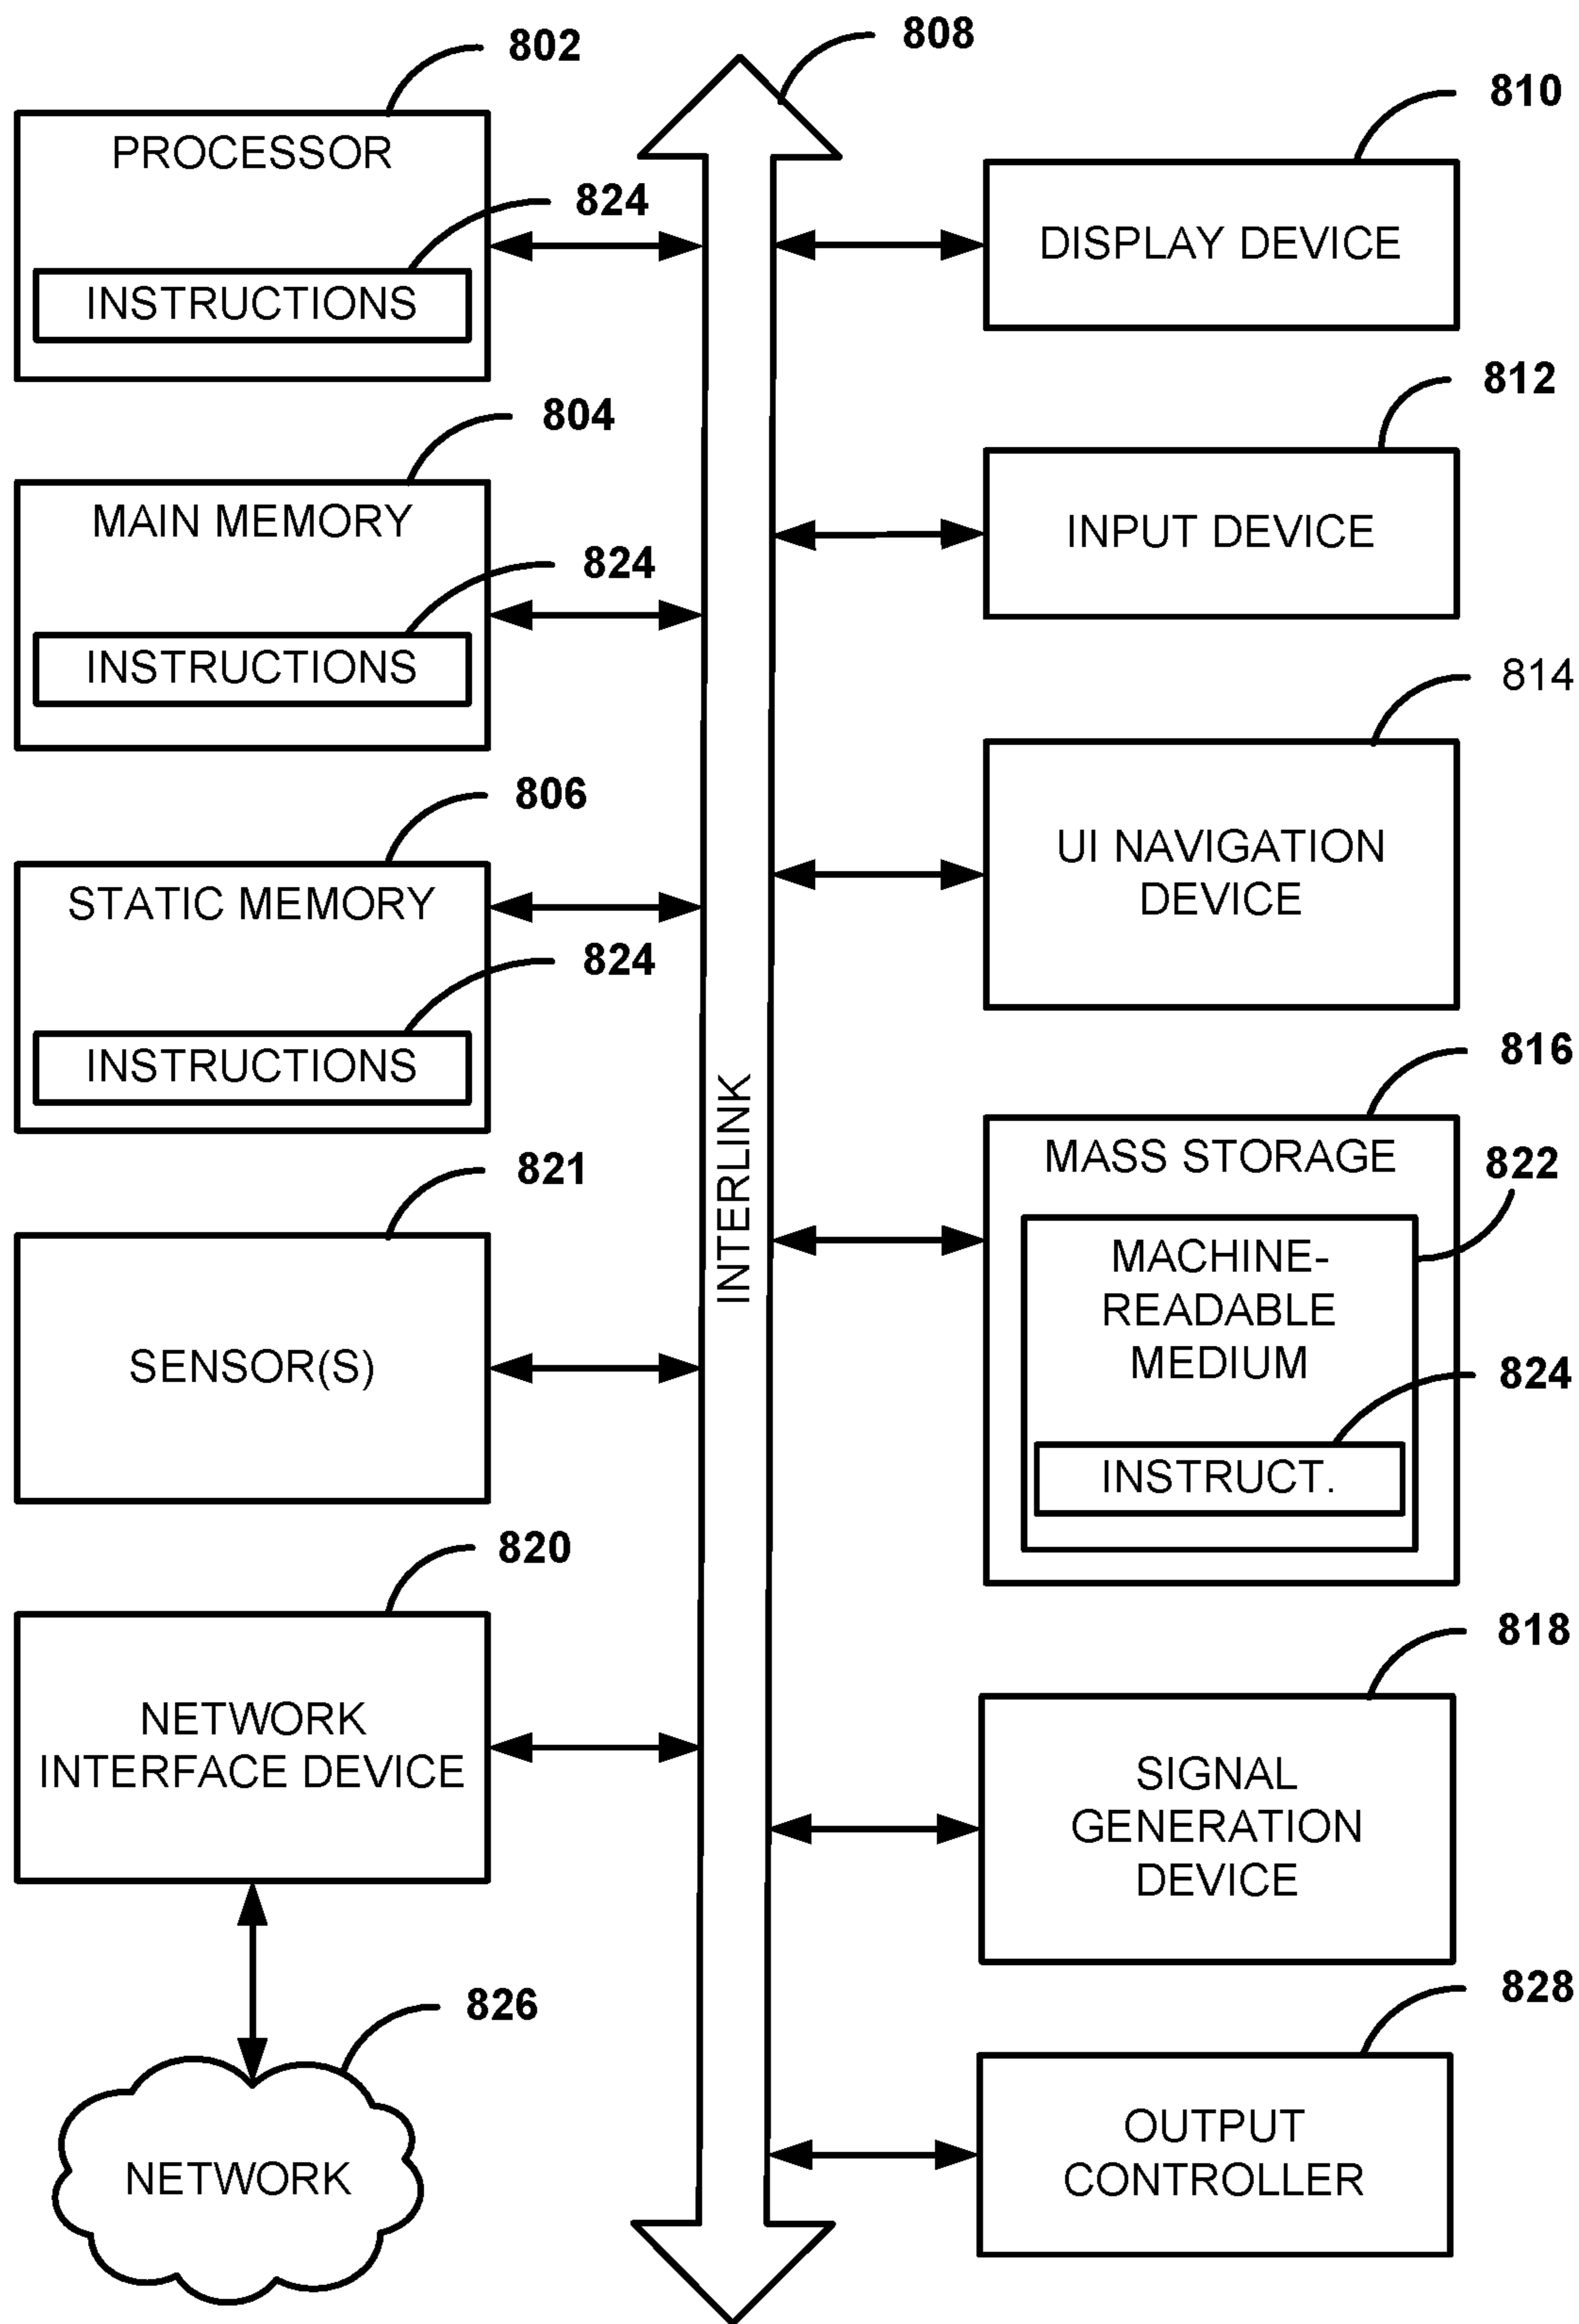 802
PROCESSOR
824
INSTRUCTIONS
804
MAIN MEMORY
824
INSTRUCTIONS
806
STATIC MEMORY
824
INSTRUCTIONS
821
SENSOR(S)
820
NETWORK
INTERFACE DEVICE
826
NETWORK
808
INTERLINK
810
DISPLAY DEVICE
812
INPUT DEVICE
814
UI NAVIGATION
DEVICE
816
MASS STORAGE
822
MACHINE-
READABLE
MEDIUM
824
INSTRUCT.
818
SIGNAL
GENERATION
DEVICE
828
OUTPUT
CONTROLLER